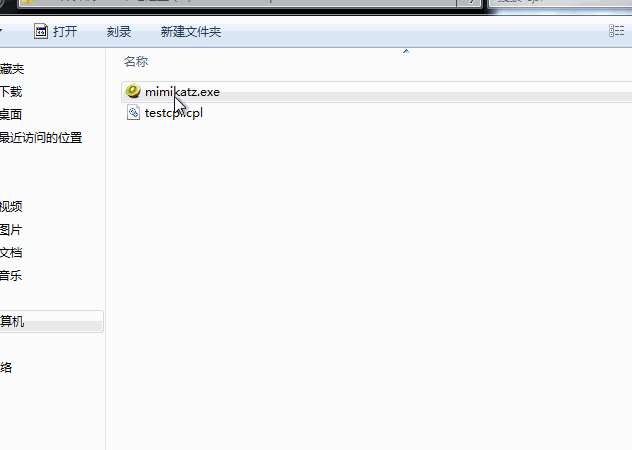 打开 刻录 新建文件夹
名称
藏夹
下载
桌面
最近访问的位置
视频
图片
文档
音乐
算机
络
mimikatz.exe
testcpl.cpl